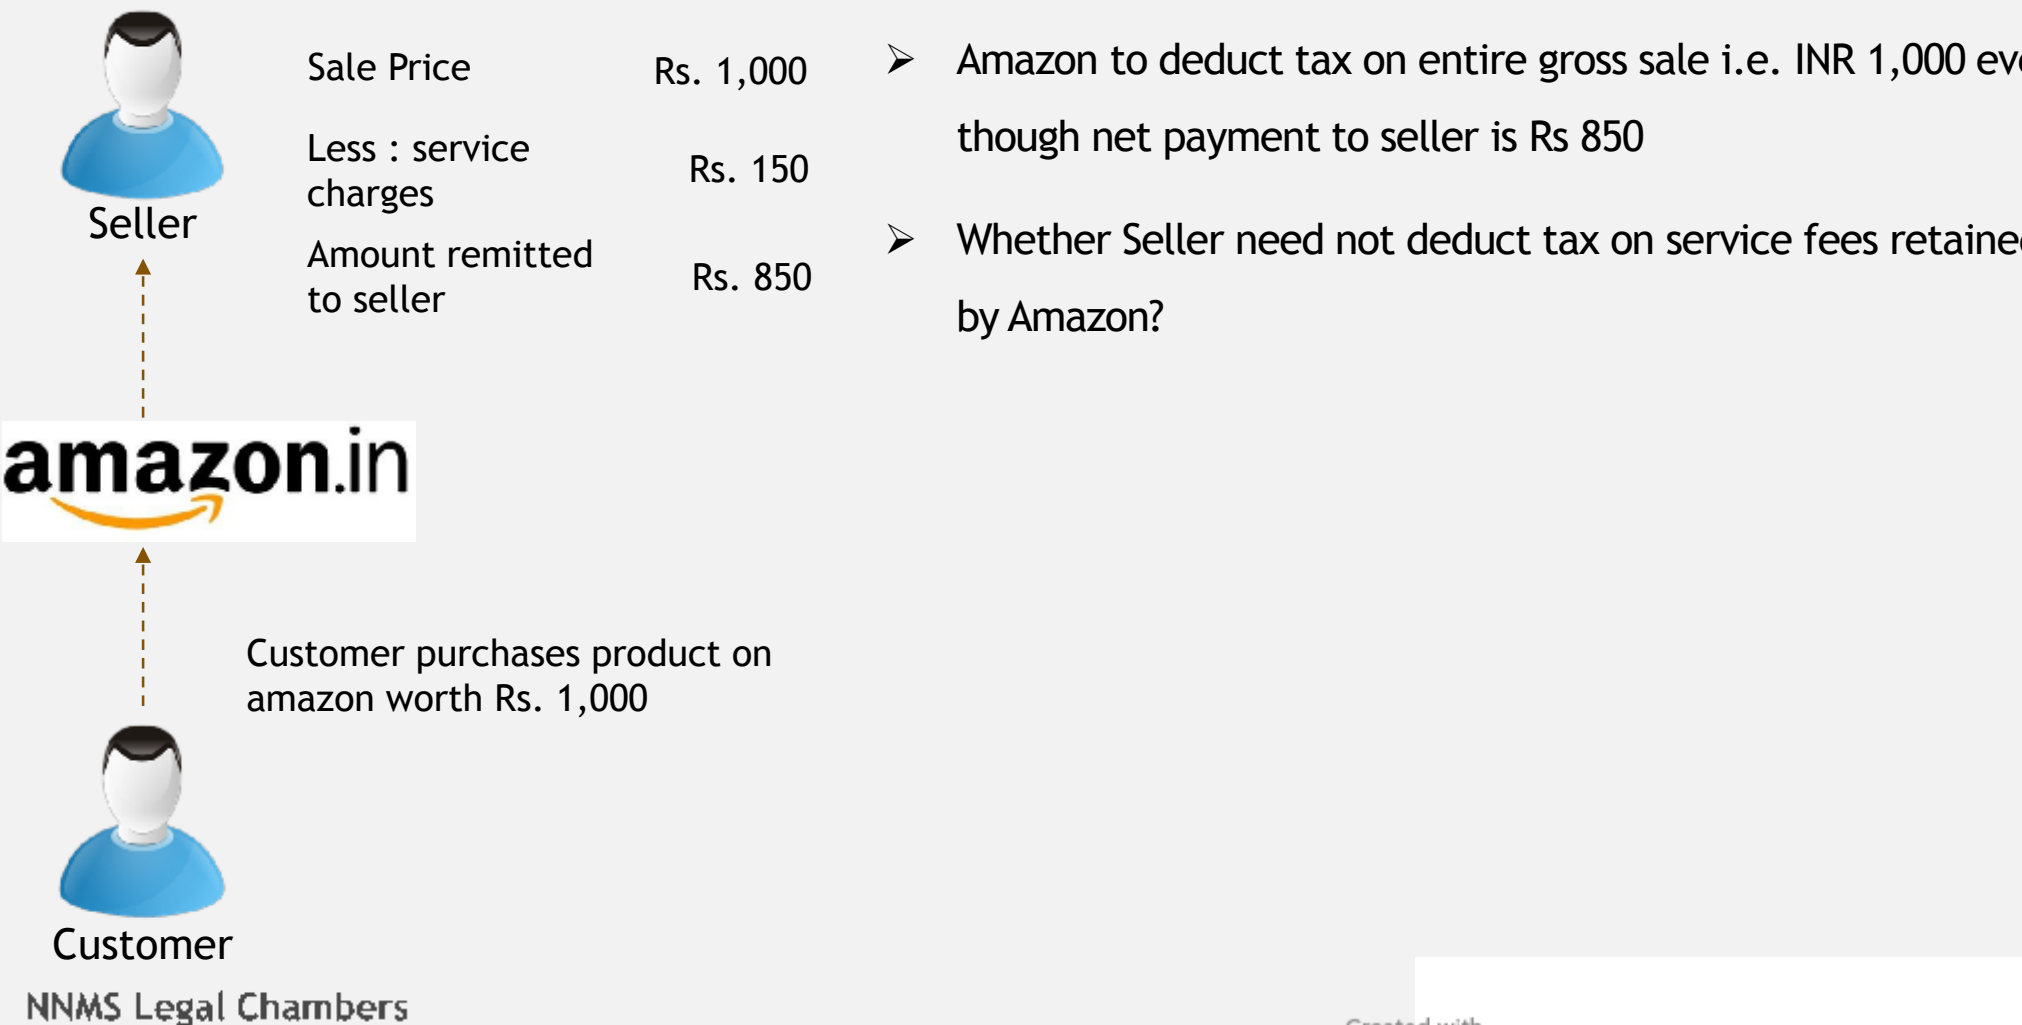 Sale Price Rs. 1,000
Less : service
charges Rs. 150
Amount remitted
to seller Rs. 850
Seller
➢ Amazon to deduct tax on entire gross sale i.e. INR 1,000
though net payment to seller is Rs 850
➢ Whether Seller need not deduct tax on service fees
by Amazon?
amazon.in
Customer purchases product on
amazon worth Rs. 1,000
Customer
NNMS Legal Chambers
Created with